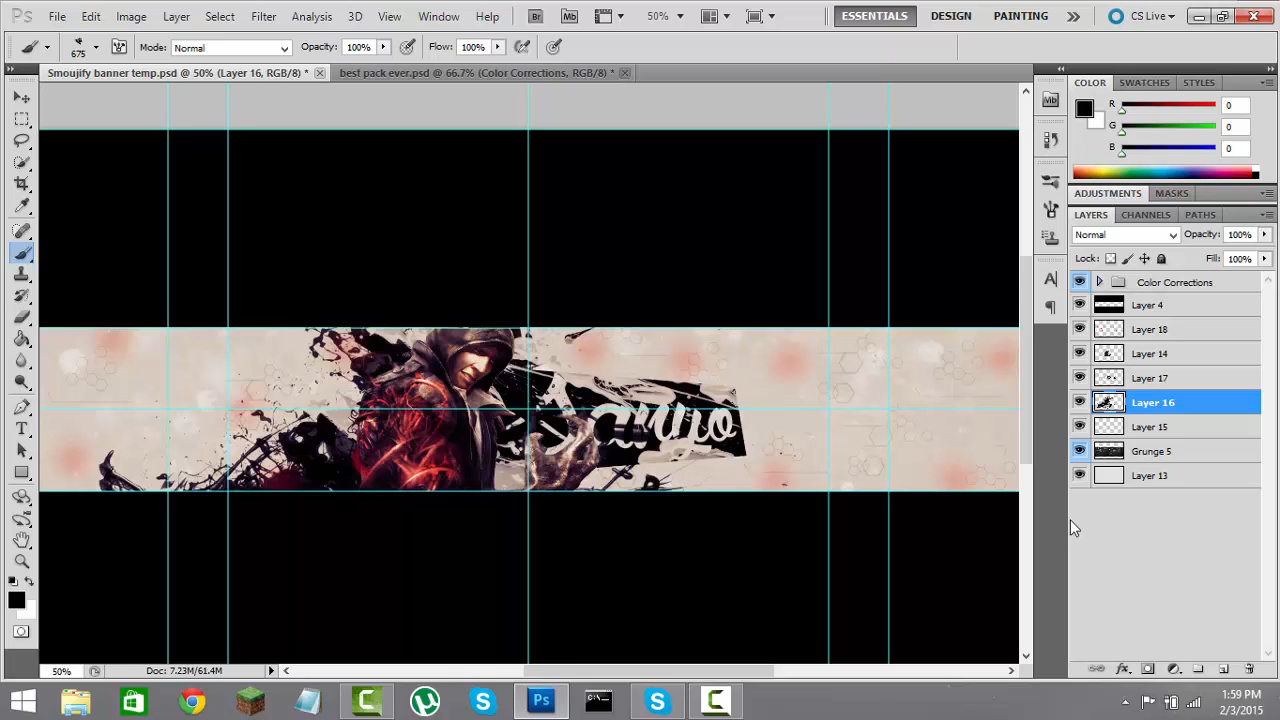 Ps File Edit Image Layer Select Filter Analysis 3D View Window Help Br Mb 50% ESSENTIALS DESIGN PAINTING CS Live
675 Mode: Normal Opacity: 100% Flow: 100%
Smoujify banner temp.psd @ 50% (Layer 16, RGB/8) * best pack ever.psd @ 66.7% (Color Corrections, RGB/8) *
COLOR SWATCHES STYLES
Mb
R 0
G 0
B 0
ADJUSTMENTS MASKS
LAYERS CHANNELS PATHS
Normal Opacity: 100%
Lock: Fill: 100%
Color Corrections
Layer 4
Layer 18
Layer 14
Layer 17
Layer 16
Layer 15
Grunge 5
Layer 13
50% Doc: 7.23M/61.4M
1:59 PM
2/3/2015